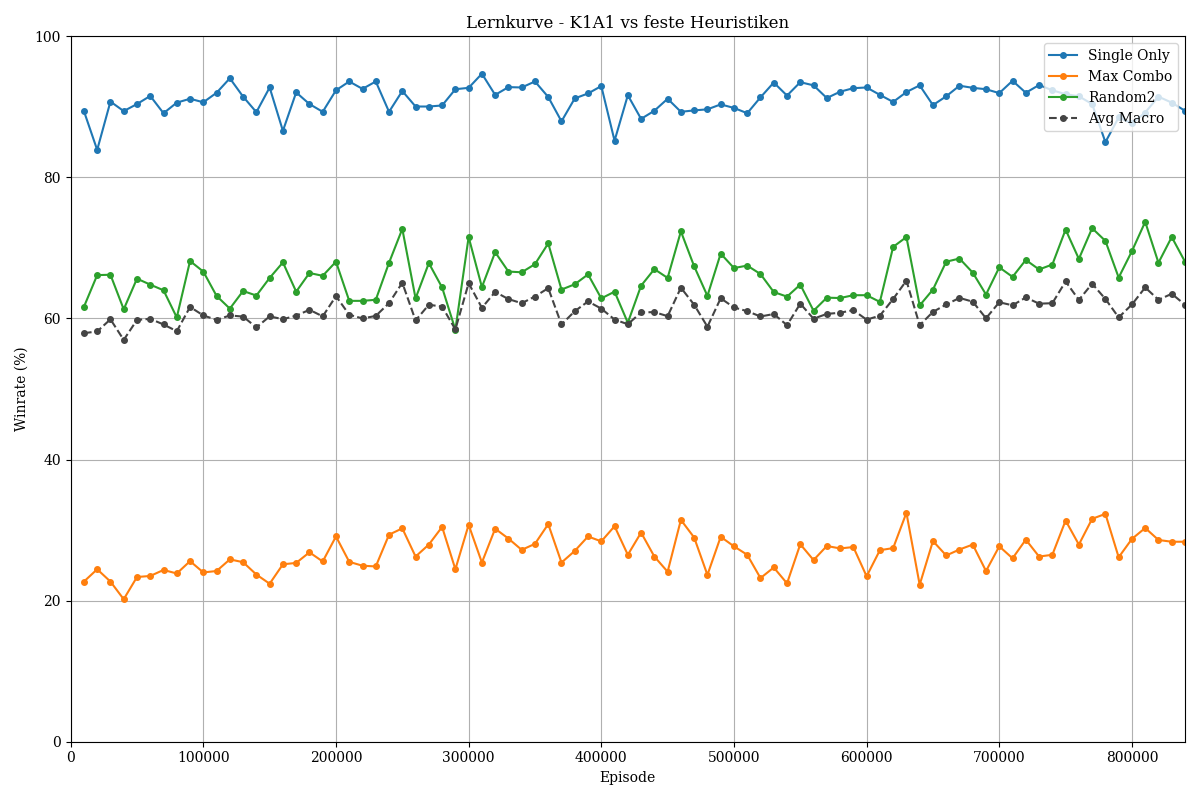 Lernkurve - K1A1 vs feste Heuristiken
100
80
60
40
20
0
Winrate (%)
Single Only
Max Combo
Random2
Avg Macro
0 100000 200000 300000 400000 500000 600000 700000 800000
Episode